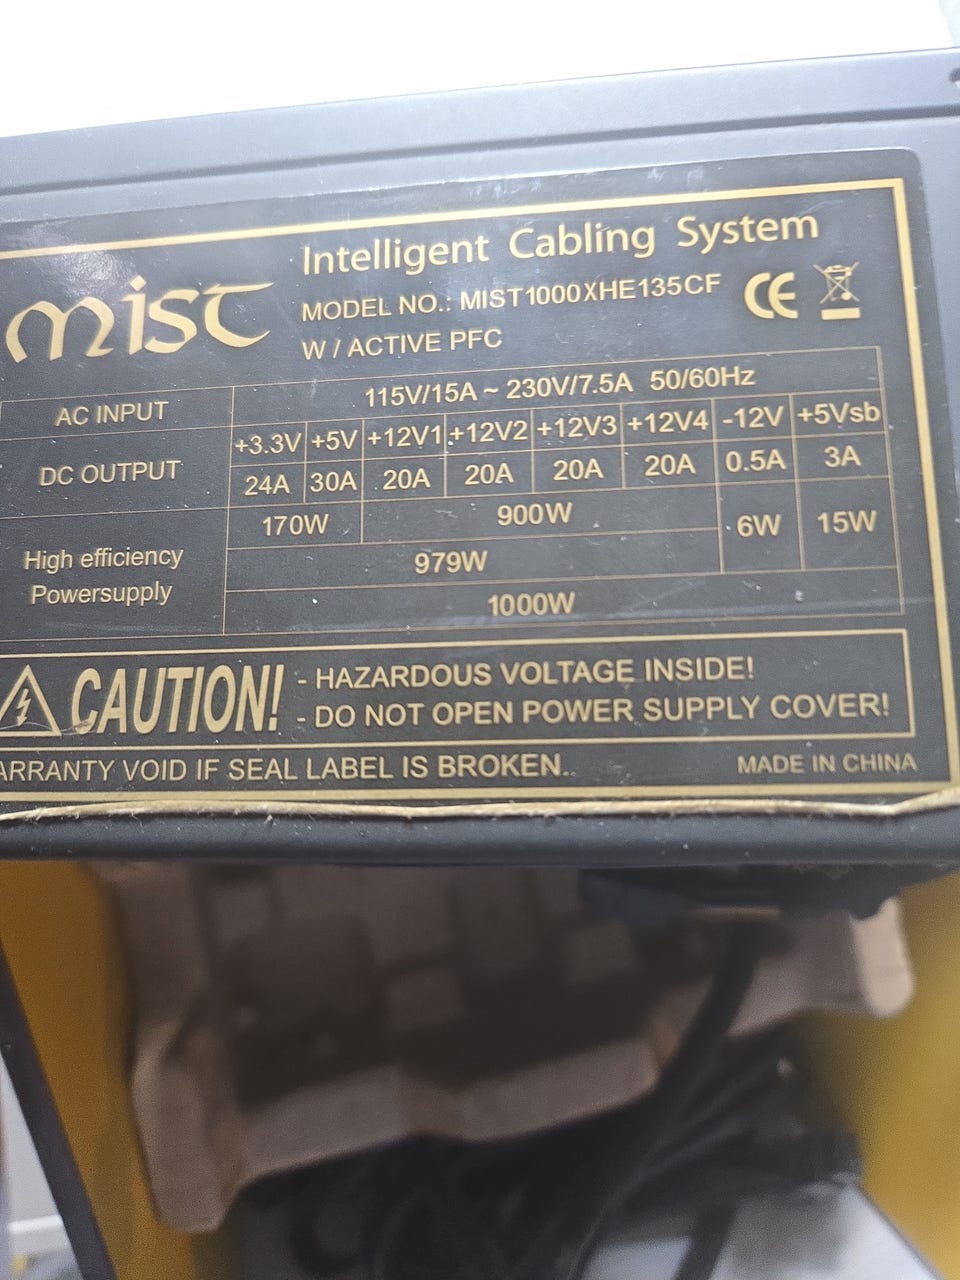 mist
Intelligent Cabling System
MODEL NO.: MIST1000XHE135CF
W / ACTIVE PFC
CE
AC INPUT 115V/15A ~ 230V/7.5A 50/60Hz
DC OUTPUT +3.3V +5V +12V1 +12V2 +12V3 +12V4 -12V +5Vsb
24A 30A 20A 20A 20A 20A 0.5A 3A
High efficiency Powersupply 170W 900W 6W 15W
979W
1000W
CAUTION! - HAZARDOUS VOLTAGE INSIDE!
- DO NOT OPEN POWER SUPPLY COVER!
ARRANTY VOID IF SEAL LABEL IS BROKEN.. MADE IN CHINA